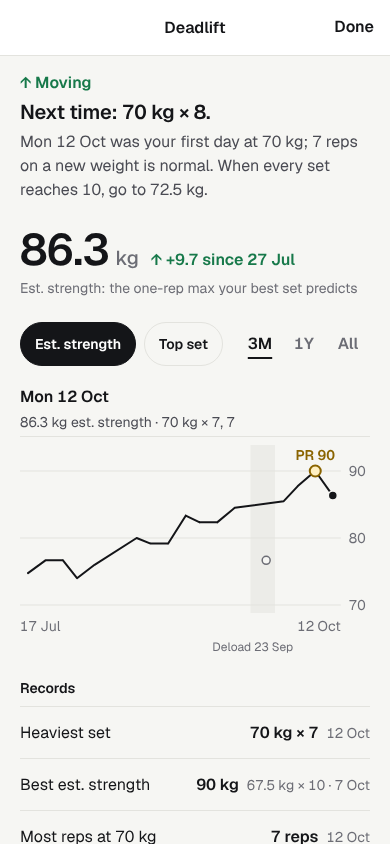 Deadlift
Done
↑ Moving
Next time: 70 kg × 8.
Mon 12 Oct was your first day at 70 kg; 7 reps
on a new weight is normal. When every set
reaches 10, go to 72.5 kg.
86.3 kg ↑ +9.7 since 27 Jul
Est. strength: the one-rep max your best set predicts
Est. strength
Top set
3M
1Y
All
Mon 12 Oct
86.3 kg est. strength · 70 kg × 7, 7
PR 90
90
80
70
17 Jul
12 Oct
Deload 23 Sep
Records
Heaviest set 70 kg × 7 12 Oct
Best est. strength 90 kg 67.5 kg × 10 · 7 Oct
Most reps at 70 kg 7 reps 12 Oct